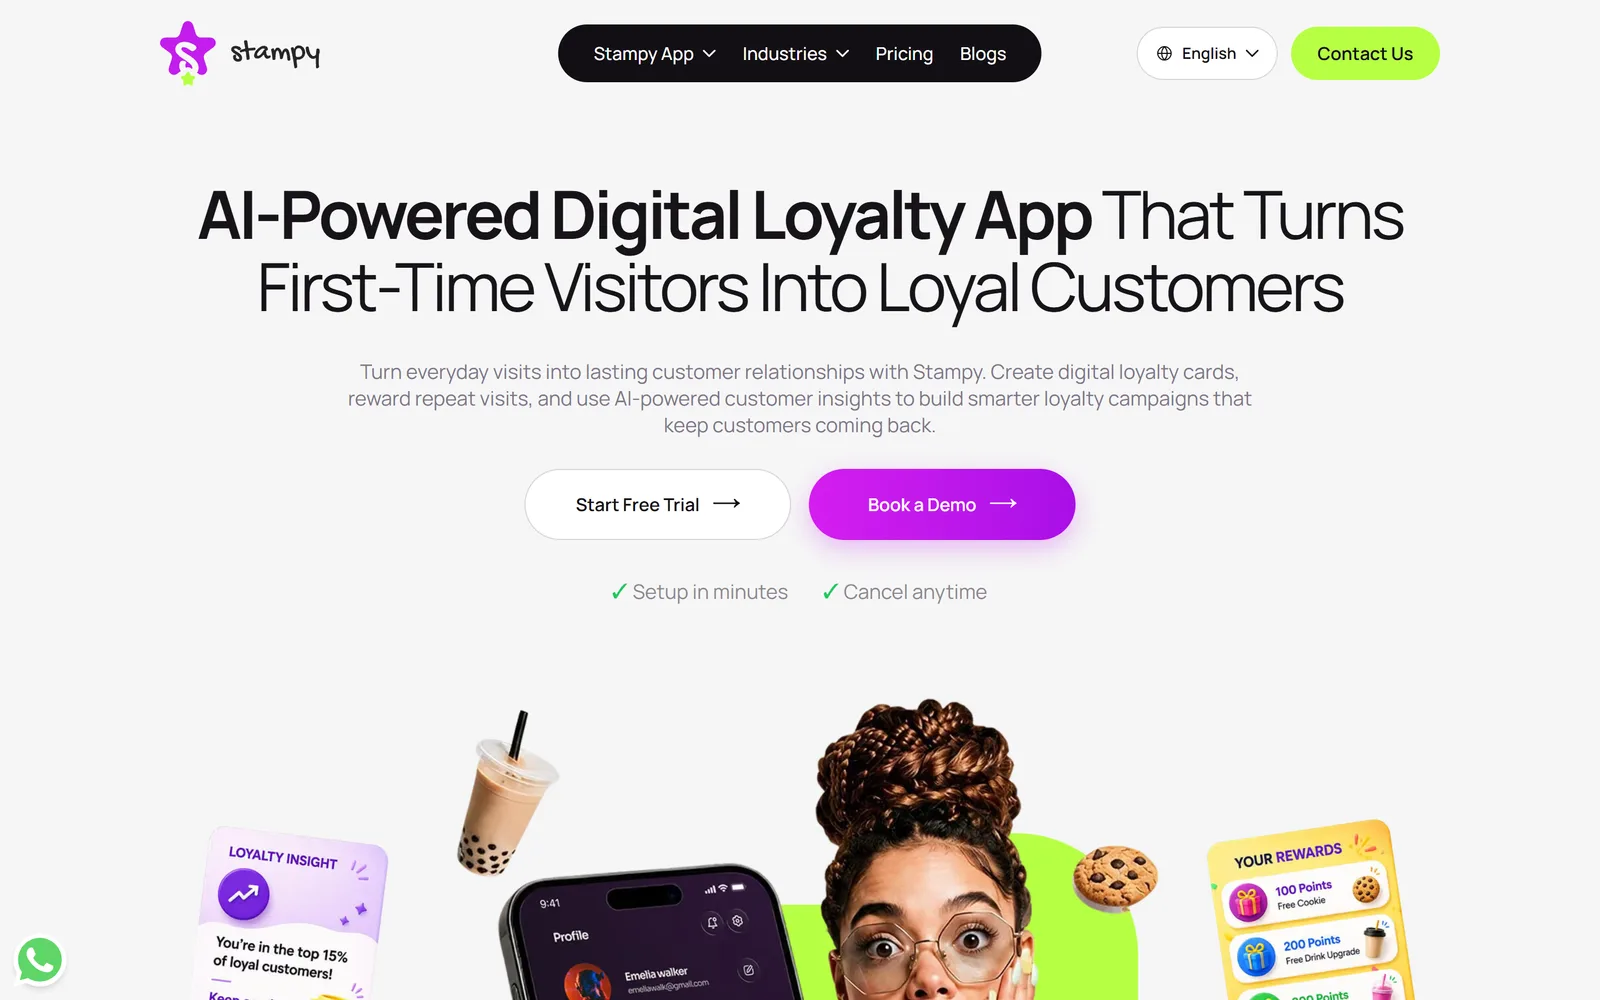 stampy
Stampy App
Industries
Pricing
Blogs
English
Contact Us
AI-Powered Digital Loyalty App That Turns
First-Time Visitors Into Loyal Customers
Turn everyday visits into lasting customer relationships with Stampy. Create digital loyalty cards,
reward repeat visits, and use AI-powered customer insights to build smarter loyalty campaigns that
keep customers coming back.
Start Free Trial
Book a Demo
✓ Setup in minutes
✓ Cancel anytime
LOYALTY INSIGHT
You're in the top 15%
of loyal customers!
9:41
Profile
Emelia walker
emeliawalk@gmail.com
YOUR REWARDS
100 Points
Free Cookie
200 Points
Free Drink Upgrade
Points